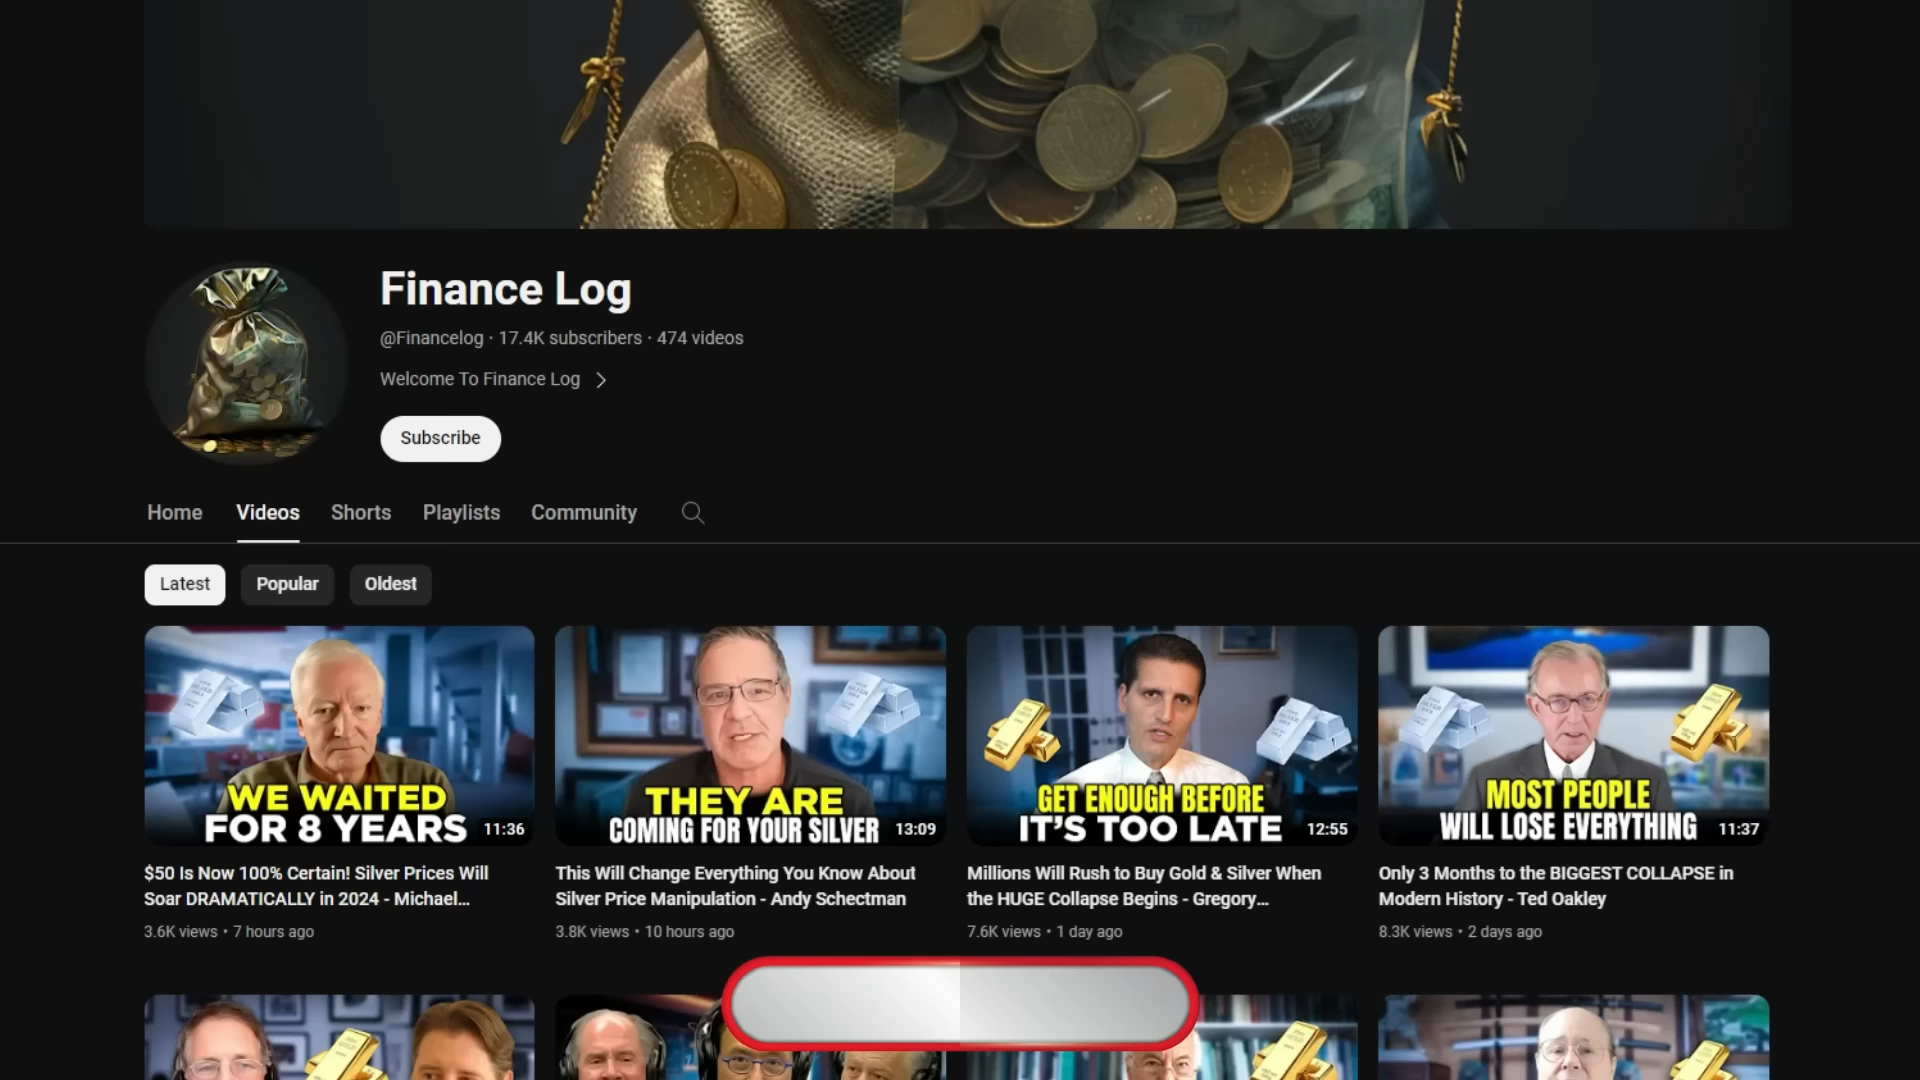 Finance Log
@Financelog · 17.4K subscribers · 474 videos
Welcome To Finance Log
Subscribe
Home Videos Shorts Playlists Community
Latest Popular Oldest
WE WAITED
FOR 8 YEARS
11:36
THEY ARE
COMING FOR YOUR SILVER
13:09
GET ENOUGH BEFORE
IT'S TOO LATE
12:55
MOST PEOPLE
WILL LOSE EVERYTHING
11:37
$50 Is Now 100% Certain! Silver Prices Will
Soar DRAMATICALLY in 2024 - Michael...
3.6K views • 7 hours ago
This Will Change Everything You Know About
Silver Price Manipulation - Andy Schectman
3.8K views • 10 hours ago
Millions Will Rush to Buy Gold & Silver When
the HUGE Collapse Begins - Gregory...
7.6K views • 1 day ago
Only 3 Months to the BIGGEST COLLAPSE in
Modern History - Ted Oakley
8.3K views • 2 days ago